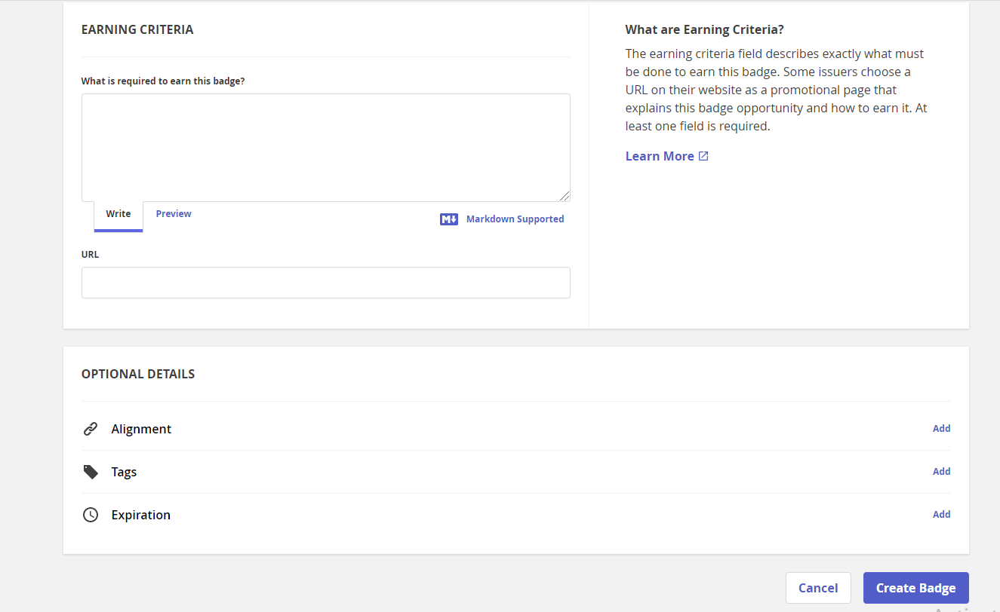 EARNING CRITERIA
What is required to earn this badge?
Write
Preview
M
Markdown Supported
URL
What are Earning Criteria?
The earning criteria field describes exactly what must
be done to earn this badge. Some issuers choose a
URL on their website as a promotional page that
explains this badge opportunity and how to earn it. At
least one field is required.
Learn More
OPTIONAL DETAILS
Alignment
Add
Tags
Add
Expiration
Add
Cancel
Create Badge